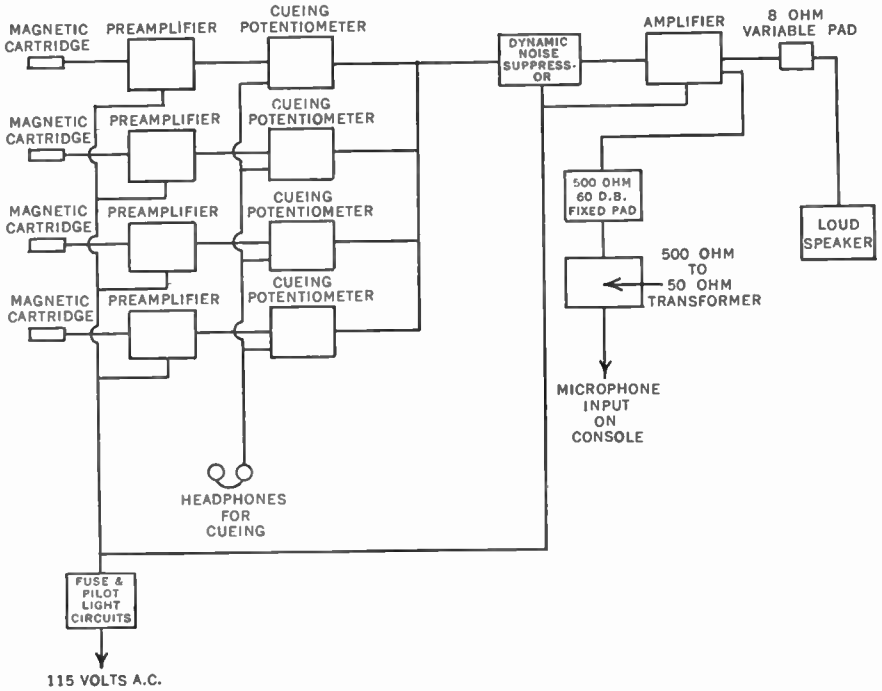 MAGNETIC
CARTRIDGE
PREAMPLIFIER
CUEING
POTENTIOMETER
MAGNETIC
CARTRIDGE
PREAMPLIFIER
CUEING
POTENTIOMETER
MAGNETIC
CARTRIDGE
PREAMPLIFIER
CUEING
POTENTIOMETER
MAGNETIC
CARTRIDGE
PREAMPLIFIER
CUEING
POTENTIOMETER
DYNAMIC
NOISE
SUPPRESS-
OR
AMPLIFIER
8 OHM
VARIABLE PAD
LOUD
SPEAKER
500 OHM
60 D.B.
FIXED PAD
500 OHM
TO
50 OHM
TRANSFORMER
MICROPHONE
INPUT
ON
CONSOLE
HEADPHONES
FOR
CUEING
FUSE &
PILOT
LIGHT
CIRCUITS
115 VOLTS A.C.